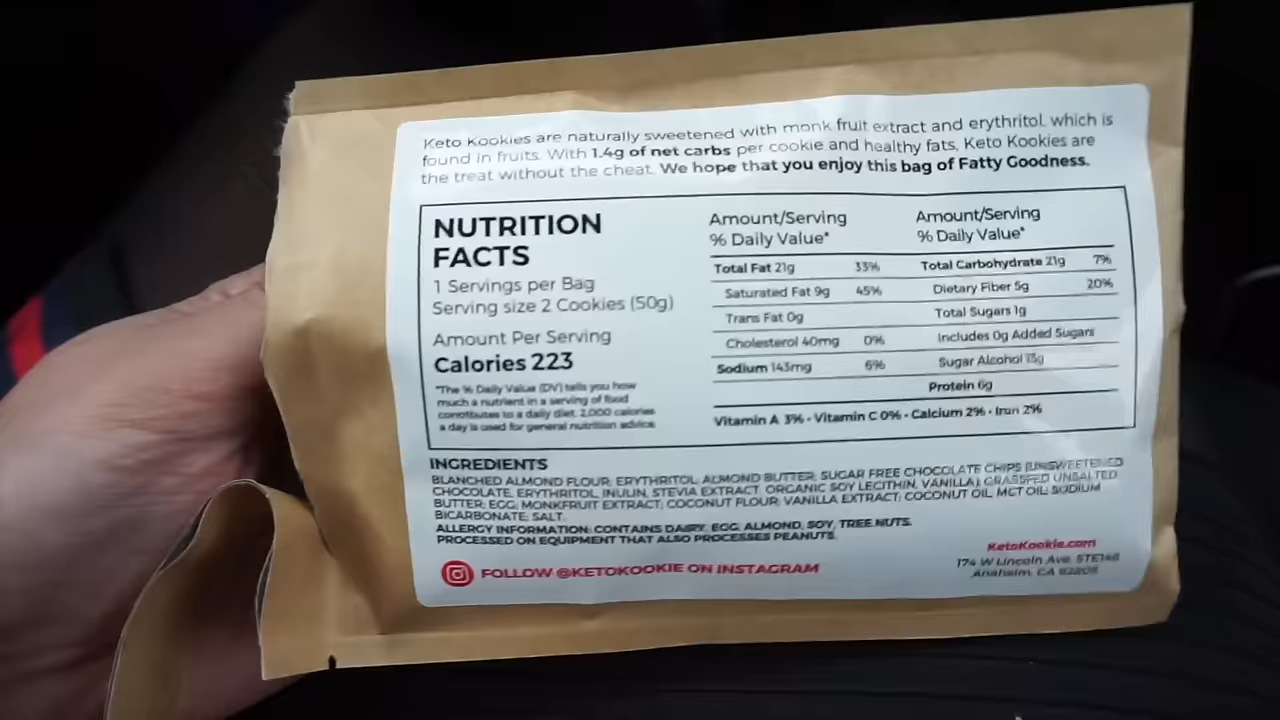 Keto Kookies are naturally sweetened with monk fruit extract and erythritol, which is
found in fruits. With 1.4g of net carbs per cookie and healthy fats, Keto Kookies are
the treat without the cheat. We hope that you enjoy this bag of Fatty Goodness.
NUTRITION
FACTS
1 Servings per Bag
Serving size 2 Cookies (50g)
Amount Per Serving
Calories 223
*The % Daily Value (DV) tells you how
much a nutrient in a serving of food
contributes to a daily diet. 2,000 calories
a day is used for general nutrition advice
Amount/Serving
% Daily Value*
Total Fat 21g 33%
Saturated Fat 9g 45%
Trans Fat 0g
Cholesterol 40mg 0%
Sodium 143mg 6%
Amount/Serving
% Daily Value*
Total Carbohydrate 21g 7%
Dietary Fiber 5g 20%
Total Sugars 1g
Includes 0g Added Sugars
Sugar Alcohol
Protein 6g
Vitamin A 3% • Vitamin C 0% • Calcium 2% • Iron 2%
INGREDIENTS
BLANCHED ALMOND FLOUR; ERYTHRITOL; ALMOND BUTTER; SUGAR FREE CHOCOLATE CHIPS (UNSWEETENED
CHOCOLATE, ERYTHRITOL, INULIN, STEVIA EXTRACT, ORGANIC SOY LECITHIN, VANILLA); GRASSFED UNSALTED
BUTTER; EGG; MONKFRUIT EXTRACT; COCONUT FLOUR; VANILLA EXTRACT; COCONUT OIL; MCT OIL; SODIUM
BICARBONATE; SALT.
ALLERGY INFORMATION: CONTAINS DAIRY, EGG, ALMOND, SOY, TREE NUTS.
PROCESSED ON EQUIPMENT THAT ALSO PROCESSES PEANUTS.
FOLLOW @KETOKOOKIE ON INSTAGRAM
KetoKookie.com
174 W Lincoln Ave. STE146
Anaheim, CA 92805